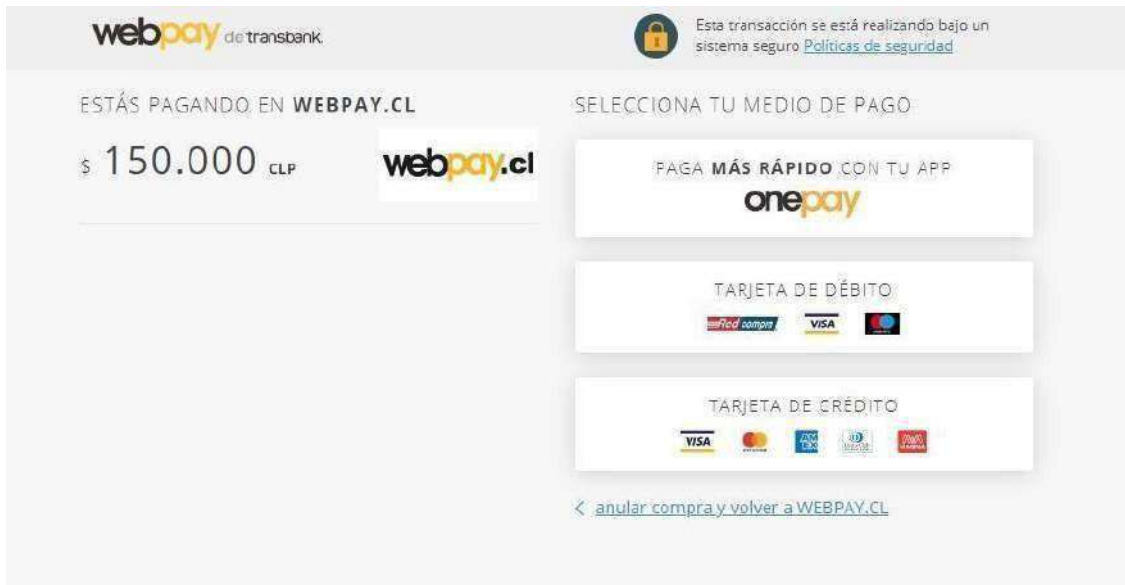 webpay de transbank.
Esta transacción se está realizando bajo un
sistema seguro Políticas de seguridad
ESTÁS PAGANDO EN WEBPAY.CL
$ 150.000 CLP
webpay.cl
SELECCIONA TU MEDIO DE PAGO
PAGA MÁS RÁPIDO CON TU APP
onepay
TARJETA DE DÉBITO
Red compra VISA
TARJETA DE CRÉDITO
VISA AM EX
< anular compra y volver a WEBPAY.CL